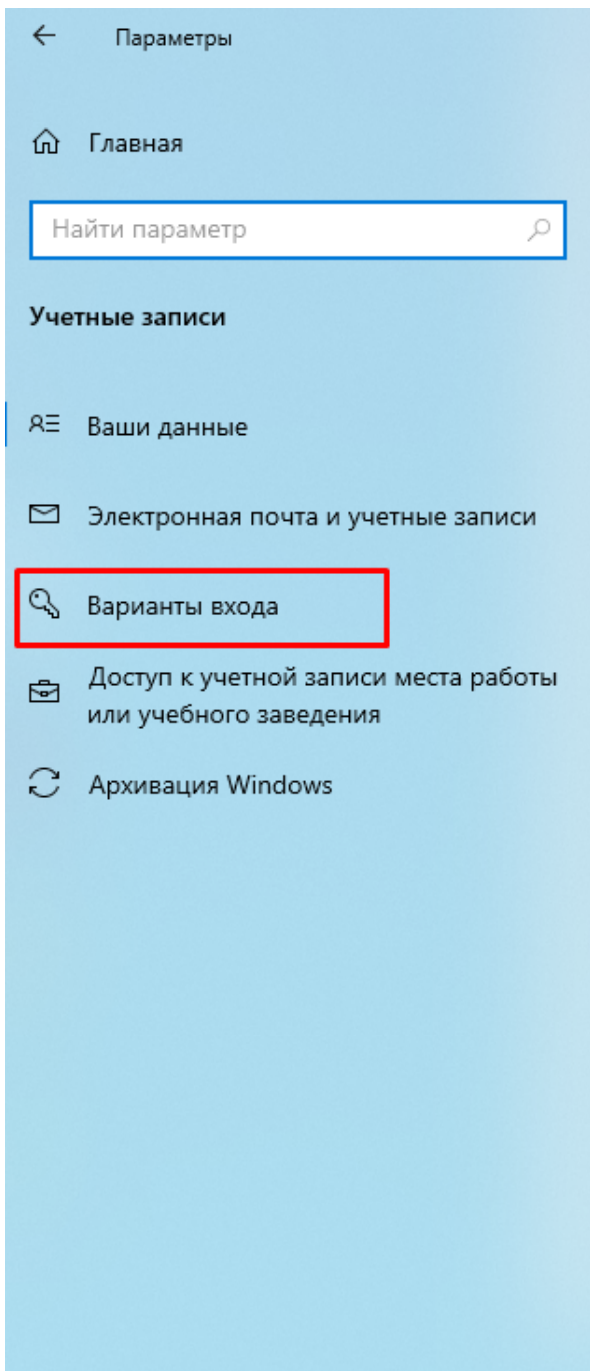 Параметры
Главная
Найти параметр
Учетные записи
Ваши данные
Электронная почта и учетные записи
Варианты входа
Доступ к учетной записи места работы
или учебного заведения
Архивация Windows